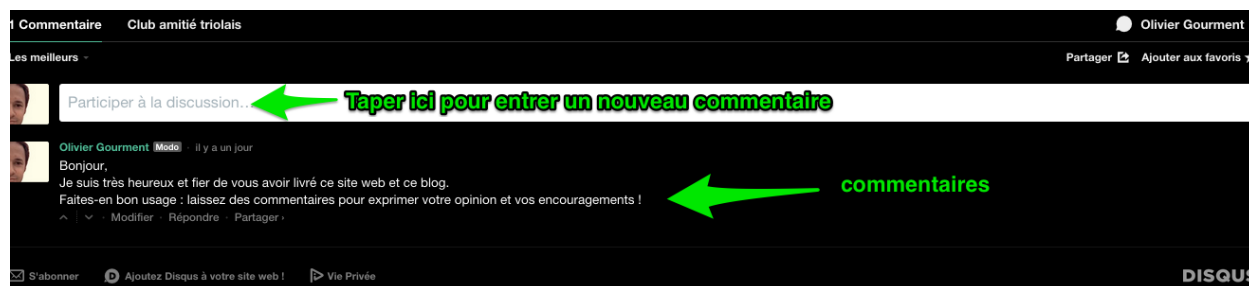 1 Commentaire Club amitié triolais Olivier Gourment
Les meilleurs Partager Ajouter aux favoris
Participer à la discussion... Taper ici pour entrer un nouveau commentaire
Olivier Gourment Modo · il y a un jour
Bonjour,
Je suis très heureux et fier de vous avoir livré ce site web et ce blog.
Faites-en bon usage : laissez des commentaires pour exprimer votre opinion et vos encouragements !
commentaires
· Modifier · Répondre · Partager ›
S'abonner Ajoutez Disqus à votre site web ! Vie Privée DISQUS